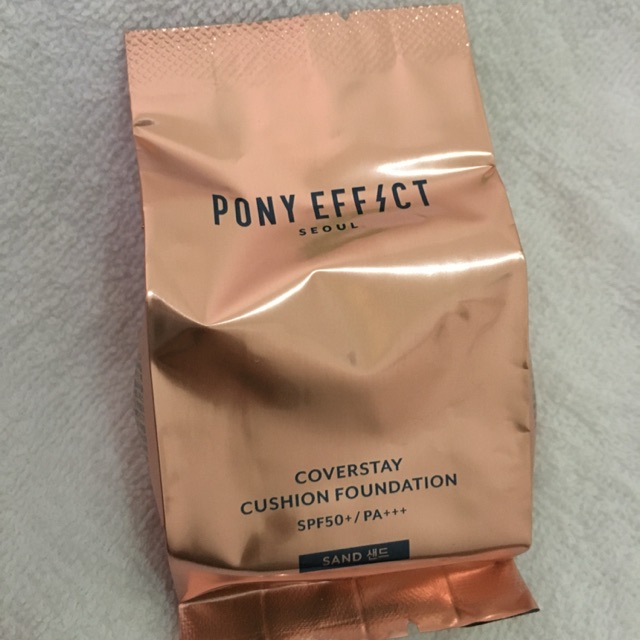 PONY EFFECT
SEOUL
COVERSTAY
CUSHION FOUNDATION
SPF50+/PA+++
SAND 샌드